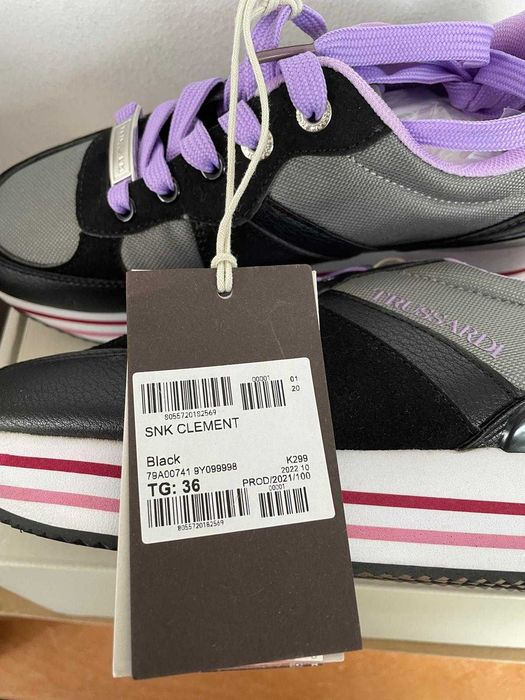 TRUSSARDI
00001
01
20
8055720182569
SNK CLEMENT
Black
K299
79A00741 9Y099998
2022.10
TG: 36
PROD/2021/100
00001
8055720182569